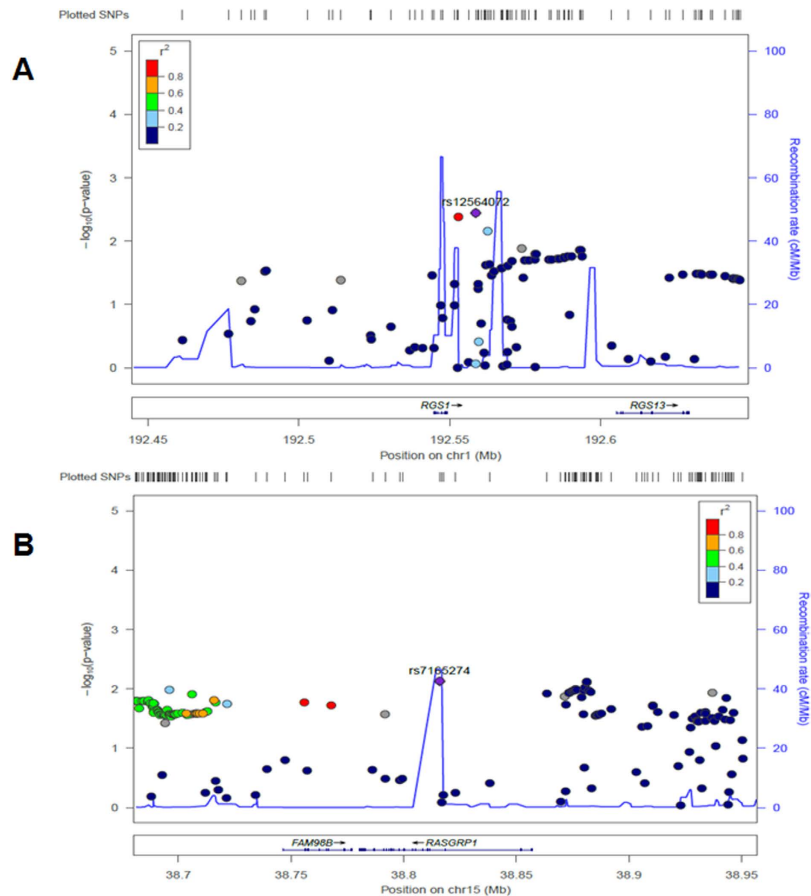 Plotted SNPs
A
r²
0.8
0.6
0.4
0.2
rs12564072
−log₁₀(p-value)
5
4
3
2
1
0
Recombination rate (cM/Mb)
100
80
60
40
20
0
RGS1→
RGS13→
192.45
192.5
192.55
192.6
Position on chr1 (Mb)
Plotted SNPs
B
r²
0.8
0.6
0.4
0.2
−log₁₀(p-value)
5
4
3
2
1
0
Recombination rate (cM/Mb)
100
80
60
40
20
0
FAM98B→
←RASGRP1
38.7
38.75
38.8
38.85
38.9
38.95
Position on chr15 (Mb)